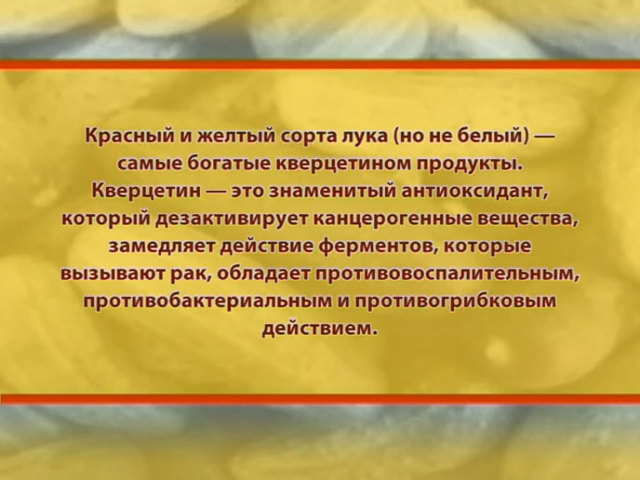 Красный и желтый сорта лука (но не белый) —
самые богатые кверцетином продукты.
Кверцетин — это знаменитый антиоксидант,
который дезактивирует канцерогенные вещества,
замедляет действие ферментов, которые
вызывают рак, обладает противовоспалительным,
противобактериальным и противогрибковым
действием.